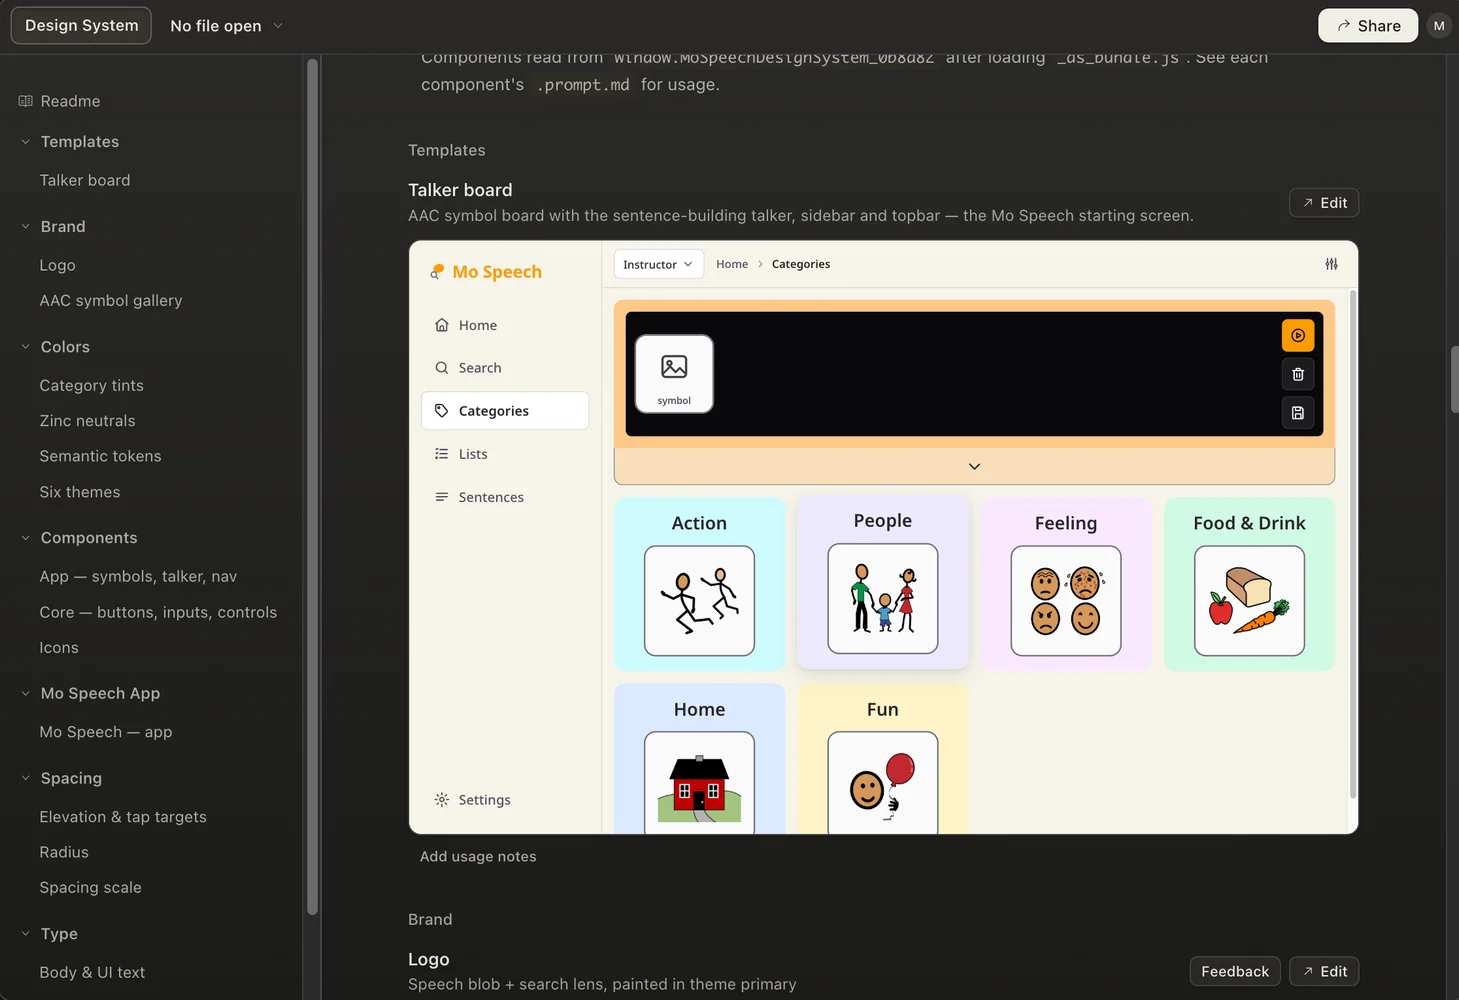 Design System
No file open
Share
M
Readme
Templates
Talker board
Brand
Logo
AAC symbol gallery
Colors
Category tints
Zinc neutrals
Semantic tokens
Six themes
Components
App — symbols, talker, nav
Core — buttons, inputs, controls
Icons
Mo Speech App
Mo Speech — app
Spacing
Elevation & tap targets
Radius
Spacing scale
Type
Body & UI text
Components read from window.MoSpeechDesignSystem_0b8d82 after loading _ds_bundle.js. See each
component's .prompt.md for usage.
Templates
Talker board
AAC symbol board with the sentence-building talker, sidebar and topbar — the Mo Speech starting screen.
Edit
Mo Speech
Home
Search
Categories
Lists
Sentences
Settings
Instructor
Home > Categories
symbol
Action
People
Feeling
Food & Drink
Home
Fun
Add usage notes
Brand
Logo
Speech blob + search lens, painted in theme primary
Feedback
Edit